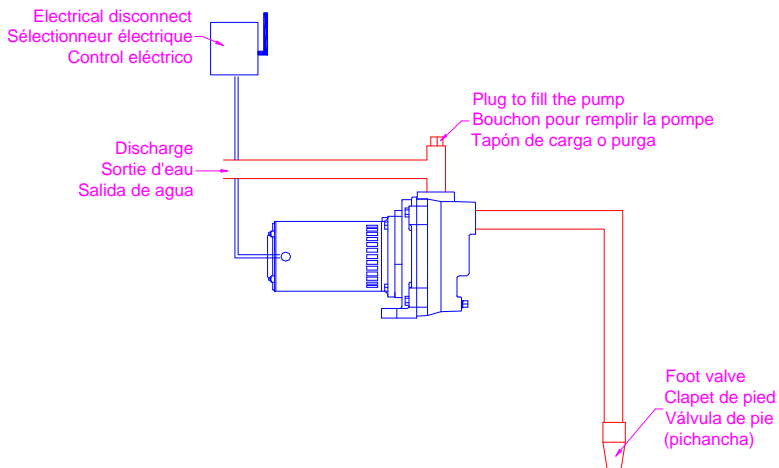 Electrical disconnect
Sélectionneur électrique
Control eléctrico
Plug to fill the pump
Bouchon pour remplir la pompe
Tapón de carga o purga
Discharge
Sortie d'eau
Salida de agua
Foot valve
Clapet de pied
Válvula de pie
(pichancha)